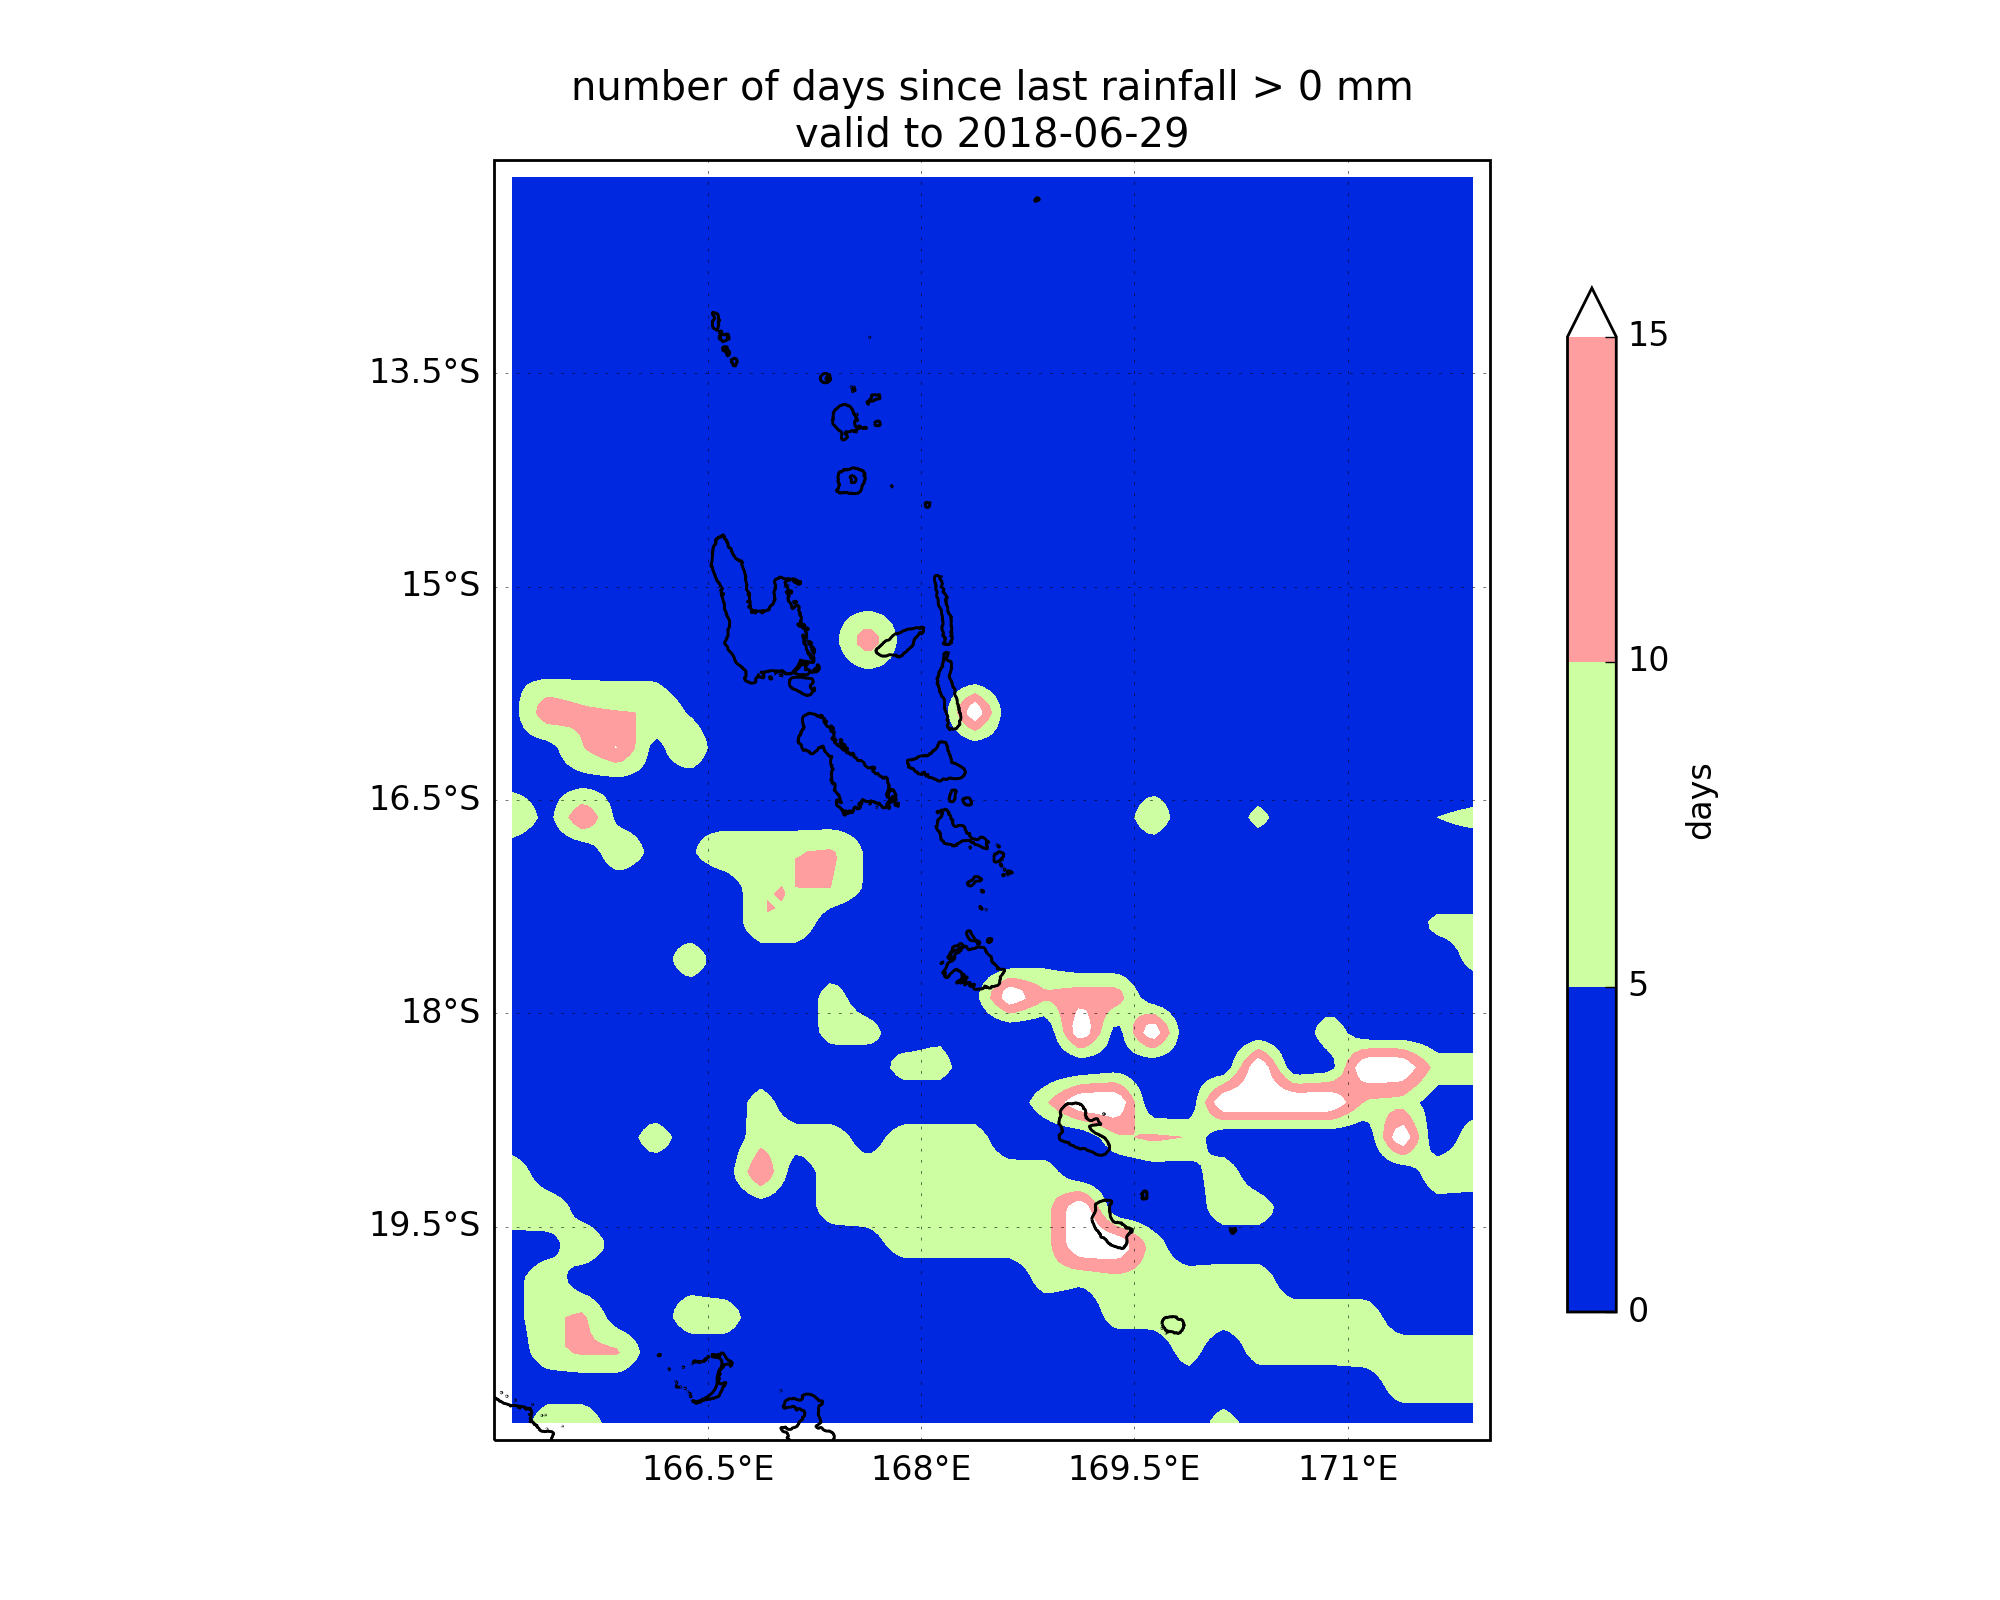 number of days since last rainfall > 0 mm
valid to 2018-06-29
13.5°S
15°S
16.5°S
18°S
19.5°S
166.5°E
168°E
169.5°E
171°E
15
10
5
0
days